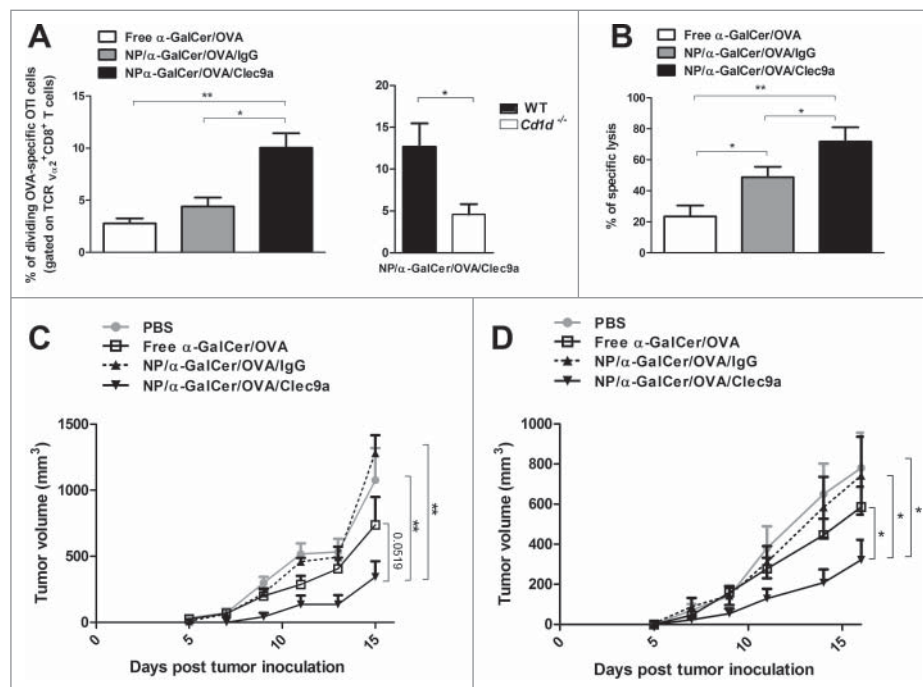 A
Free α-GalCer/OVA
NP/α-GalCer/OVA/IgG
NPα-GalCer/OVA/Clec9a
% of dividing OVA-specific OTI cells
(gated on TCR Vα2+CD8+ T cells)
15
10
5
0
**
*
20
15
10
5
0
*
WT
Cd1d -/-
NP/α-GalCer/OVA/Clec9a
B
Free α-GalCer/OVA
NP/α-GalCer/OVA/IgG
NP/α-GalCer/OVA/Clec9a
% of specific lysis
100
80
60
40
20
0
**
*
*
C
PBS
Free α-GalCer/OVA
NP/α-GalCer/OVA/IgG
NP/α-GalCer/OVA/Clec9a
Tumor volume (mm3)
1500
1000
500
0
0
5
10
15
0.0519
**
**
Days post tumor inoculation
D
PBS
Free α-GalCer/OVA
NP/α-GalCer/OVA/IgG
NP/α-GalCer/OVA/Clec9a
Tumor volume (mm3)
1000
800
600
400
200
0
0
5
10
15
*
*
*
Days post tumor inoculation